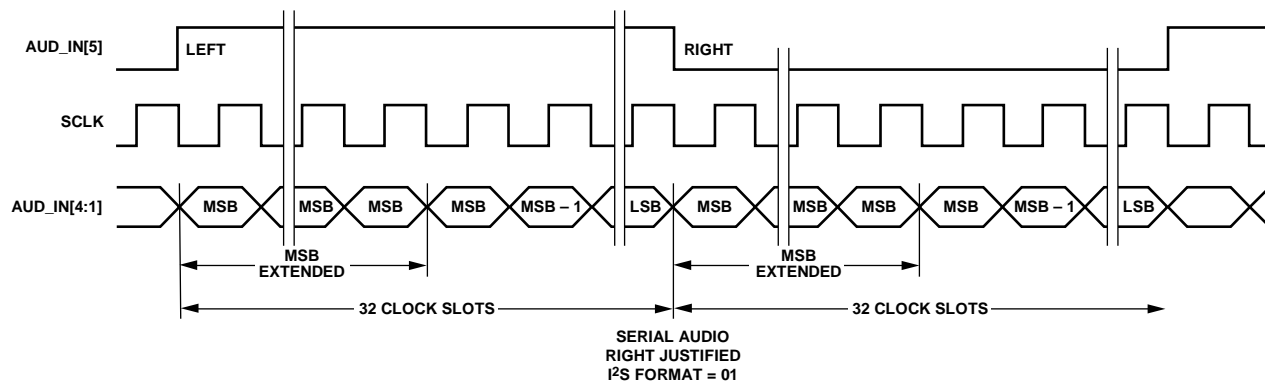 AUD_IN[5]
LEFT
RIGHT
SCLK
AUD_IN[4:1]
MSB MSB MSB MSB MSB – 1 LSB MSB MSB MSB MSB MSB – 1 LSB
MSB
EXTENDED
MSB
EXTENDED
32 CLOCK SLOTS
32 CLOCK SLOTS
SERIAL AUDIO
RIGHT JUSTIFIED
I²S FORMAT = 01